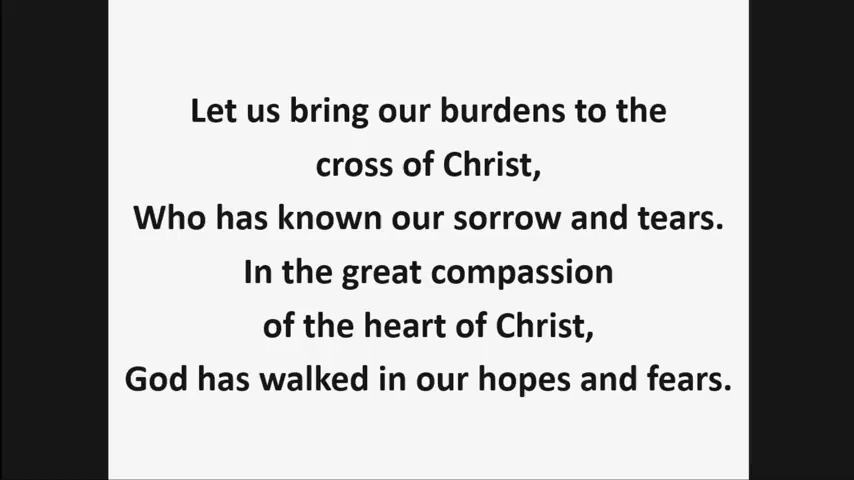 Let us bring our burdens to the
cross of Christ,
Who has known our sorrow and tears.
In the great compassion
of the heart of Christ,
God has walked in our hopes and fears.